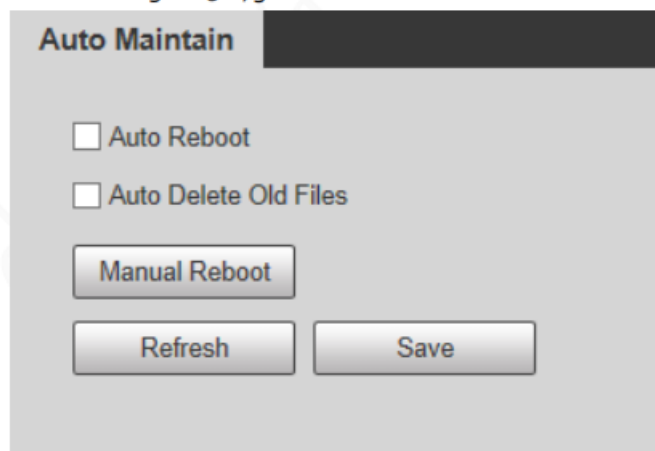 Auto Maintain
Auto Reboot
Auto Delete Old Files
Manual Reboot
Refresh Save